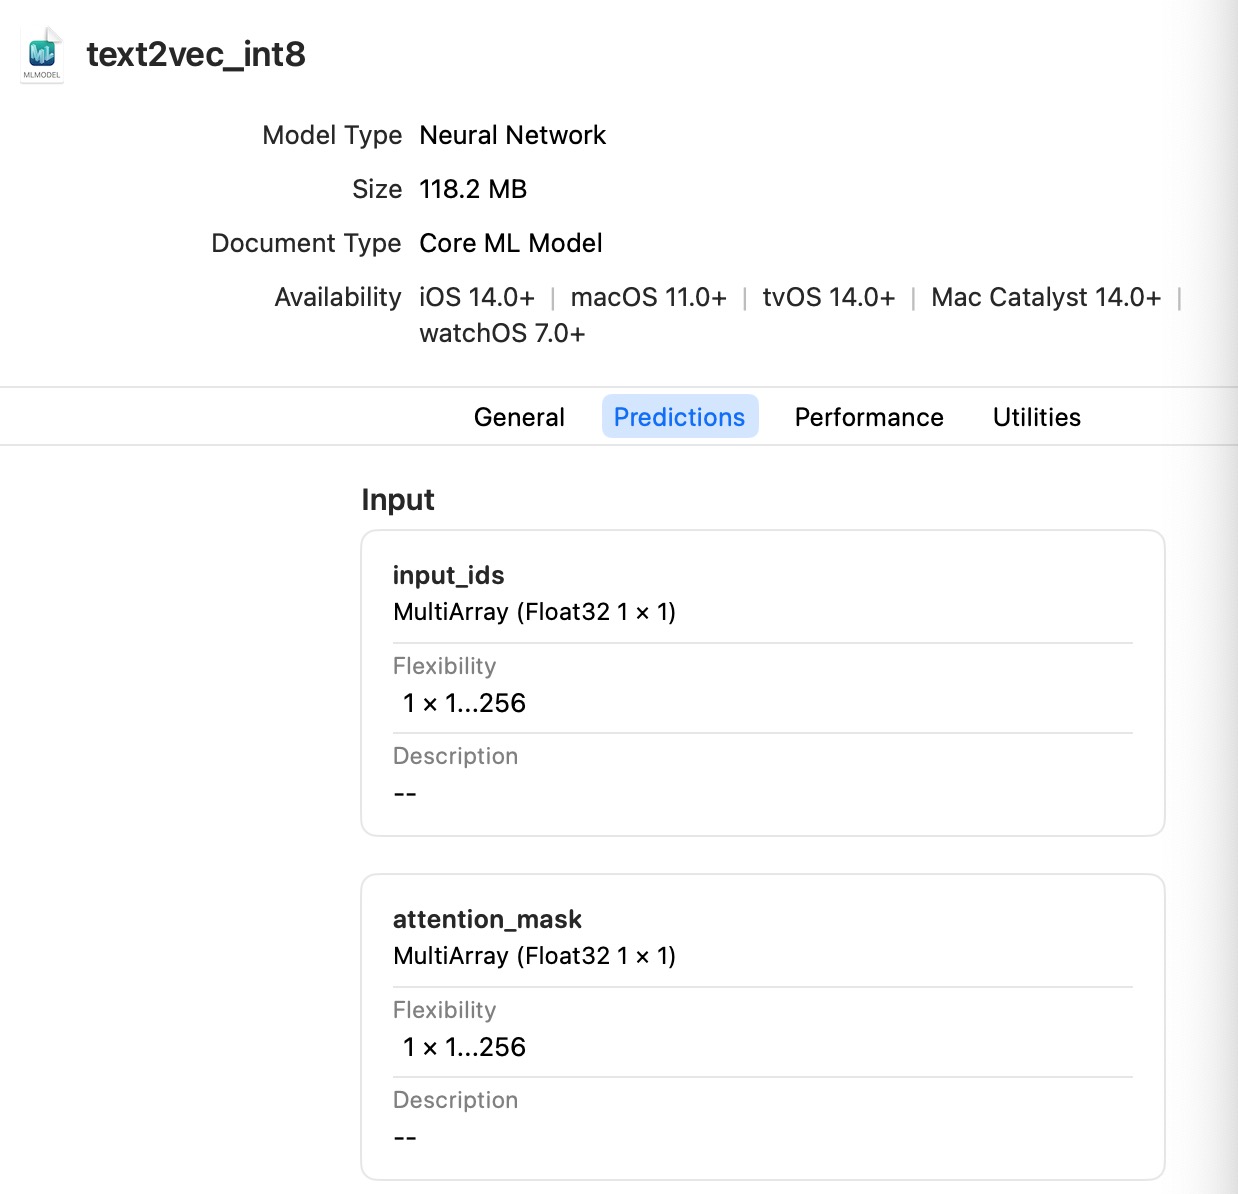 text2vec_int8
ML
MLMODEL
Model Type Neural Network
Size 118.2 MB
Document Type Core ML Model
Availability iOS 14.0+ | macOS 11.0+ | tvOS 14.0+ | Mac Catalyst 14.0+ |
watchOS 7.0+
General Predictions Performance Utilities
Input
input_ids
MultiArray (Float32 1 × 1)
Flexibility
1 × 1...256
Description
--
attention_mask
MultiArray (Float32 1 × 1)
Flexibility
1 × 1...256
Description
--